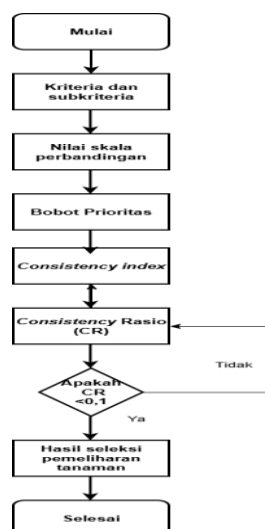 Mulai
Kriteria dan
subkriteria
Nilai skala
perbandingan
Bobot Prioritas
Consistency index
Consistency Rasio
(CR)
Tidak
Apakah
CR
<0,1
Ya
Hasil seleksi
pemeliharan
tanaman
Selesai